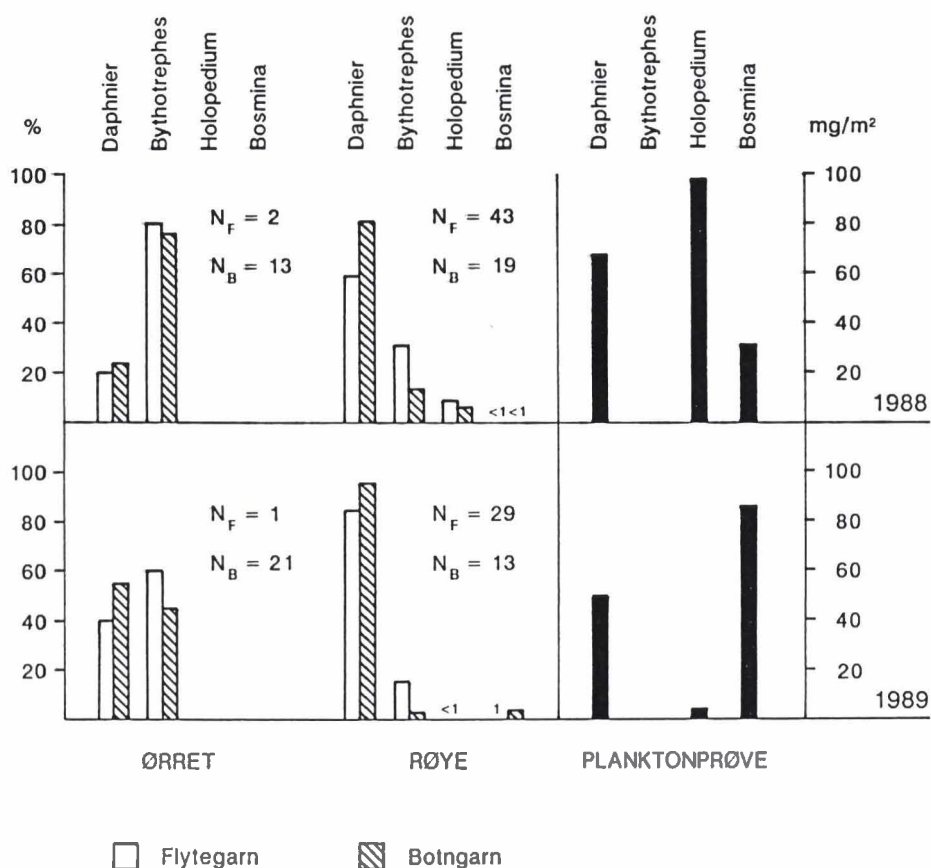 Daphnier Bythotrephes Holopedium Bosmina Daphnier Bythotrephes Holopedium Bosmina Daphnier Bythotrephes Holopedium Bosmina
% mg/m²
100 100
80 N_F = 2 N_F = 43 80
60 N_B = 13 N_B = 19 60
40 40
20 <1 <1 20
1988
100 100
80 N_F = 1 N_F = 29 80
60 N_B = 21 N_B = 13 60
40 40
20 <1 1 20
1989
ØRRET RØYE PLANKTONPRØVE
Flytegarn Botngarn